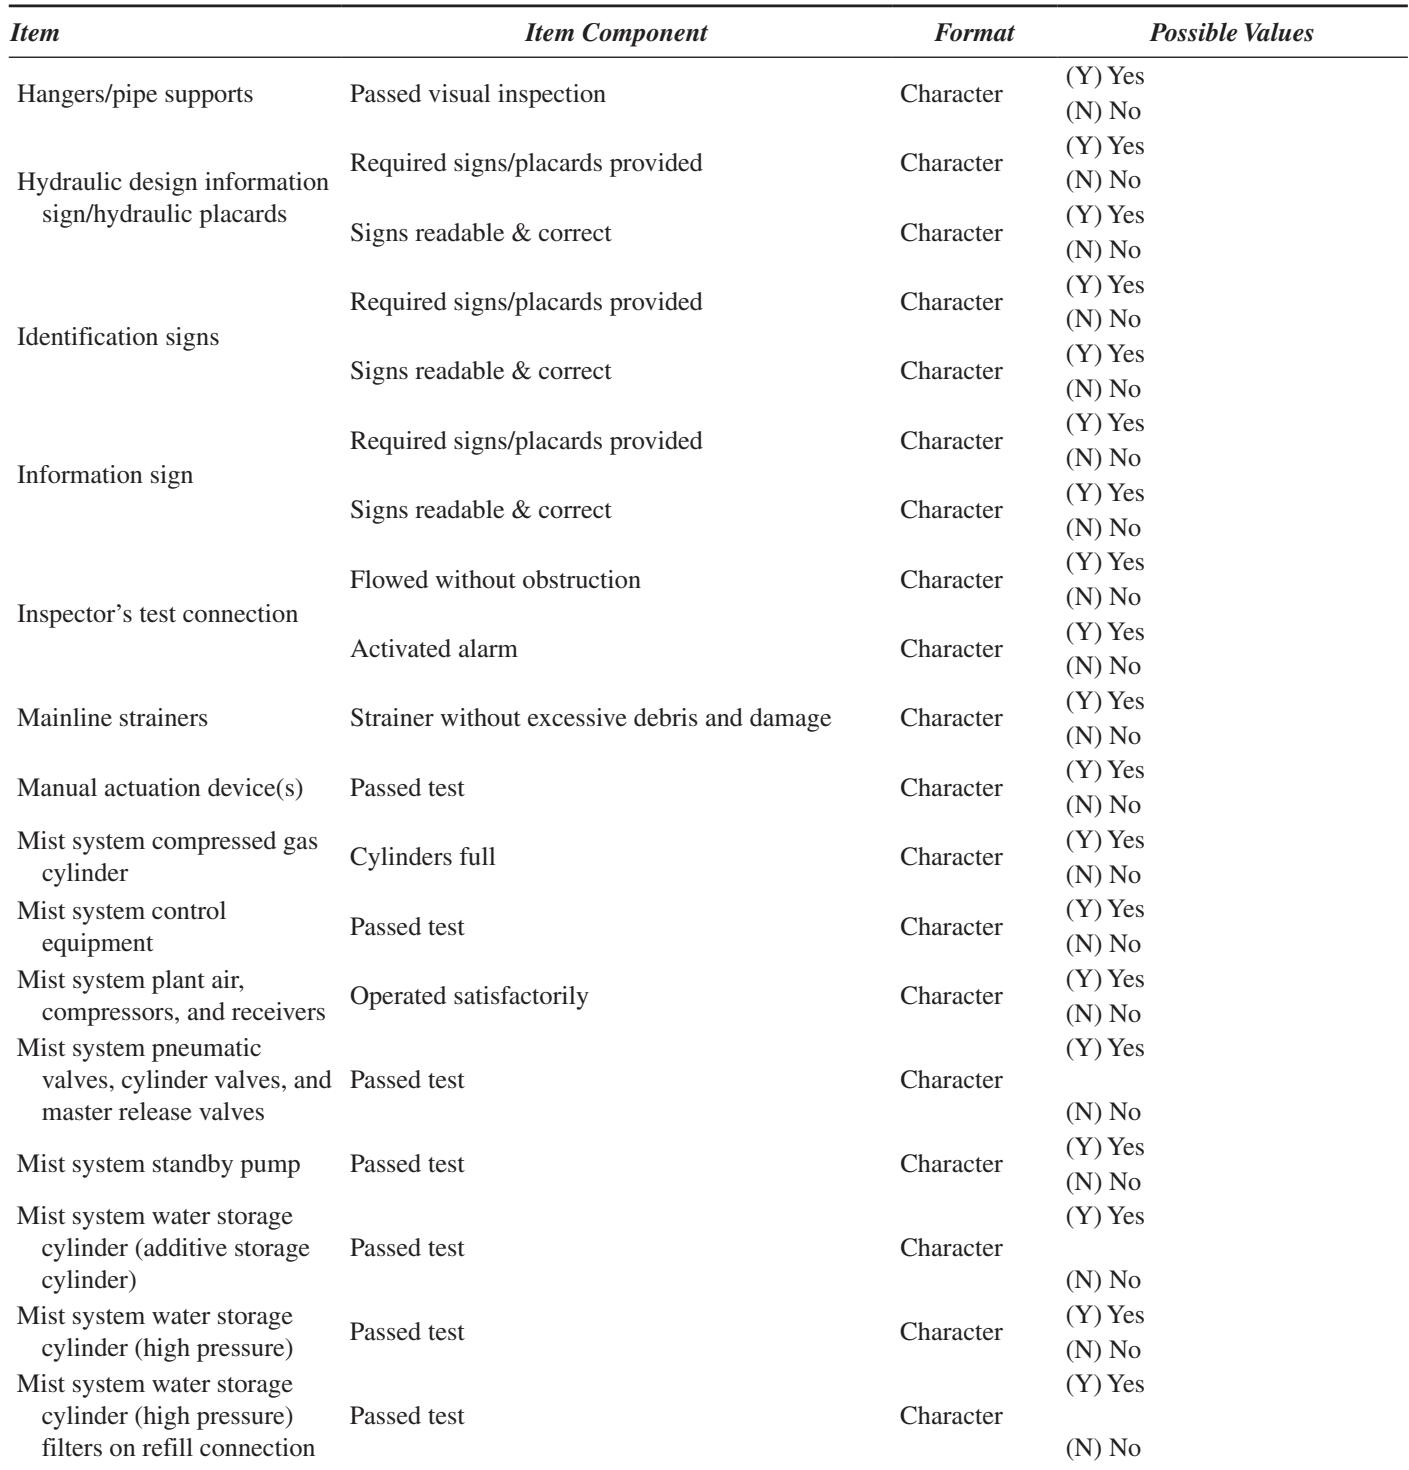 Item Item Component Format Possible Values
Hangers/pipe supports Passed visual inspection Character (Y) Yes
(N) No
Hydraulic design information
sign/hydraulic placards
Required signs/placards provided Character (Y) Yes
(N) No
Signs readable & correct Character (Y) Yes
(N) No
Identification signs
Required signs/placards provided Character (Y) Yes
(N) No
Signs readable & correct Character (Y) Yes
(N) No
Information sign
Required signs/placards provided Character (Y) Yes
(N) No
Signs readable & correct Character (Y) Yes
(N) No
Inspector’s test connection
Flowed without obstruction Character (Y) Yes
(N) No
Activated alarm Character (Y) Yes
(N) No
Mainline strainers Strainer without excessive debris and damage Character (Y) Yes
(N) No
Manual actuation device(s) Passed test Character (Y) Yes
(N) No
Mist system compressed gas
cylinder
Cylinders full Character (Y) Yes
(N) No
Mist system control
equipment
Passed test Character (Y) Yes
(N) No
Mist system plant air,
compressors, and receivers
Operated satisfactorily Character (Y) Yes
(N) No
Mist system pneumatic
valves, cylinder valves, and
master release valves
Passed test Character (Y) Yes
(N) No
Mist system standby pump Passed test Character (Y) Yes
(N) No
Mist system water storage
cylinder (additive storage
cylinder)
Passed test Character (Y) Yes
(N) No
Mist system water storage
cylinder (high pressure)
Passed test Character (Y) Yes
(N) No
Mist system water storage
cylinder (high pressure)
filters on refill connection
Passed test Character (Y) Yes
(N) No